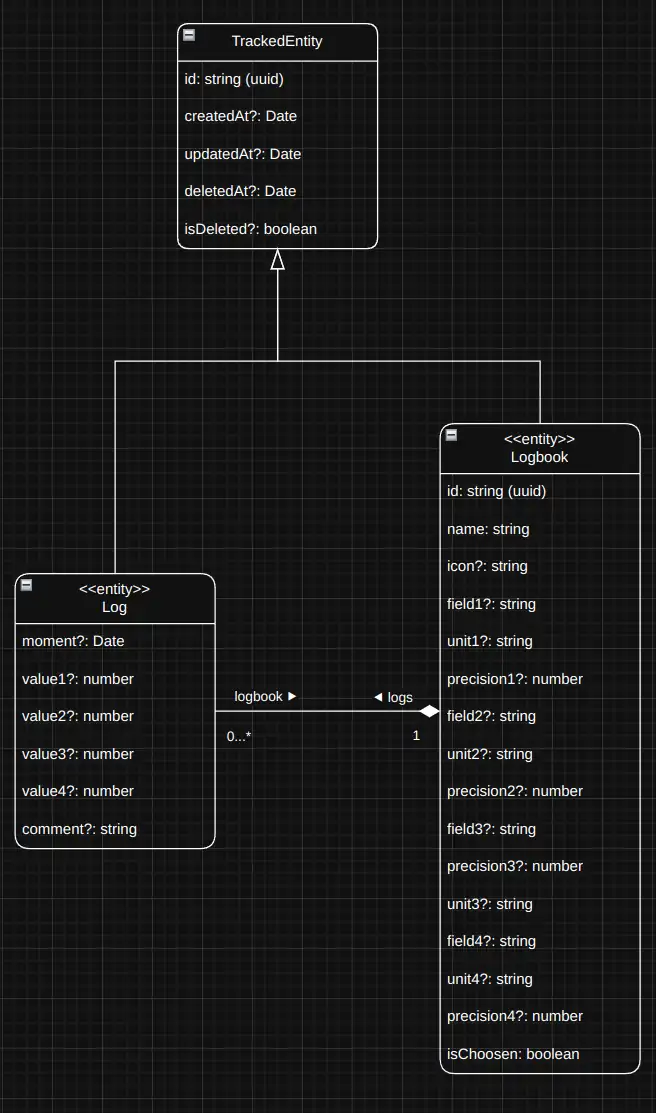 TrackedEntity
id: string (uuid)
createdAt?: Date
updatedAt?: Date
deletedAt?: Date
isDeleted?: boolean
<<entity>>
Logbook
id: string (uuid)
name: string
icon?: string
field1?: string
unit1?: string
precision1?: number
field2?: string
unit2?: string
precision2?: number
field3?: string
precision3?: number
unit3?: string
field4?: string
unit4?: string
precision4?: number
isChoosen: boolean
<<entity>>
Log
moment?: Date
value1?: number
value2?: number
value3?: number
value4?: number
comment?: string
logbook ►
◄ logs
0...*
1